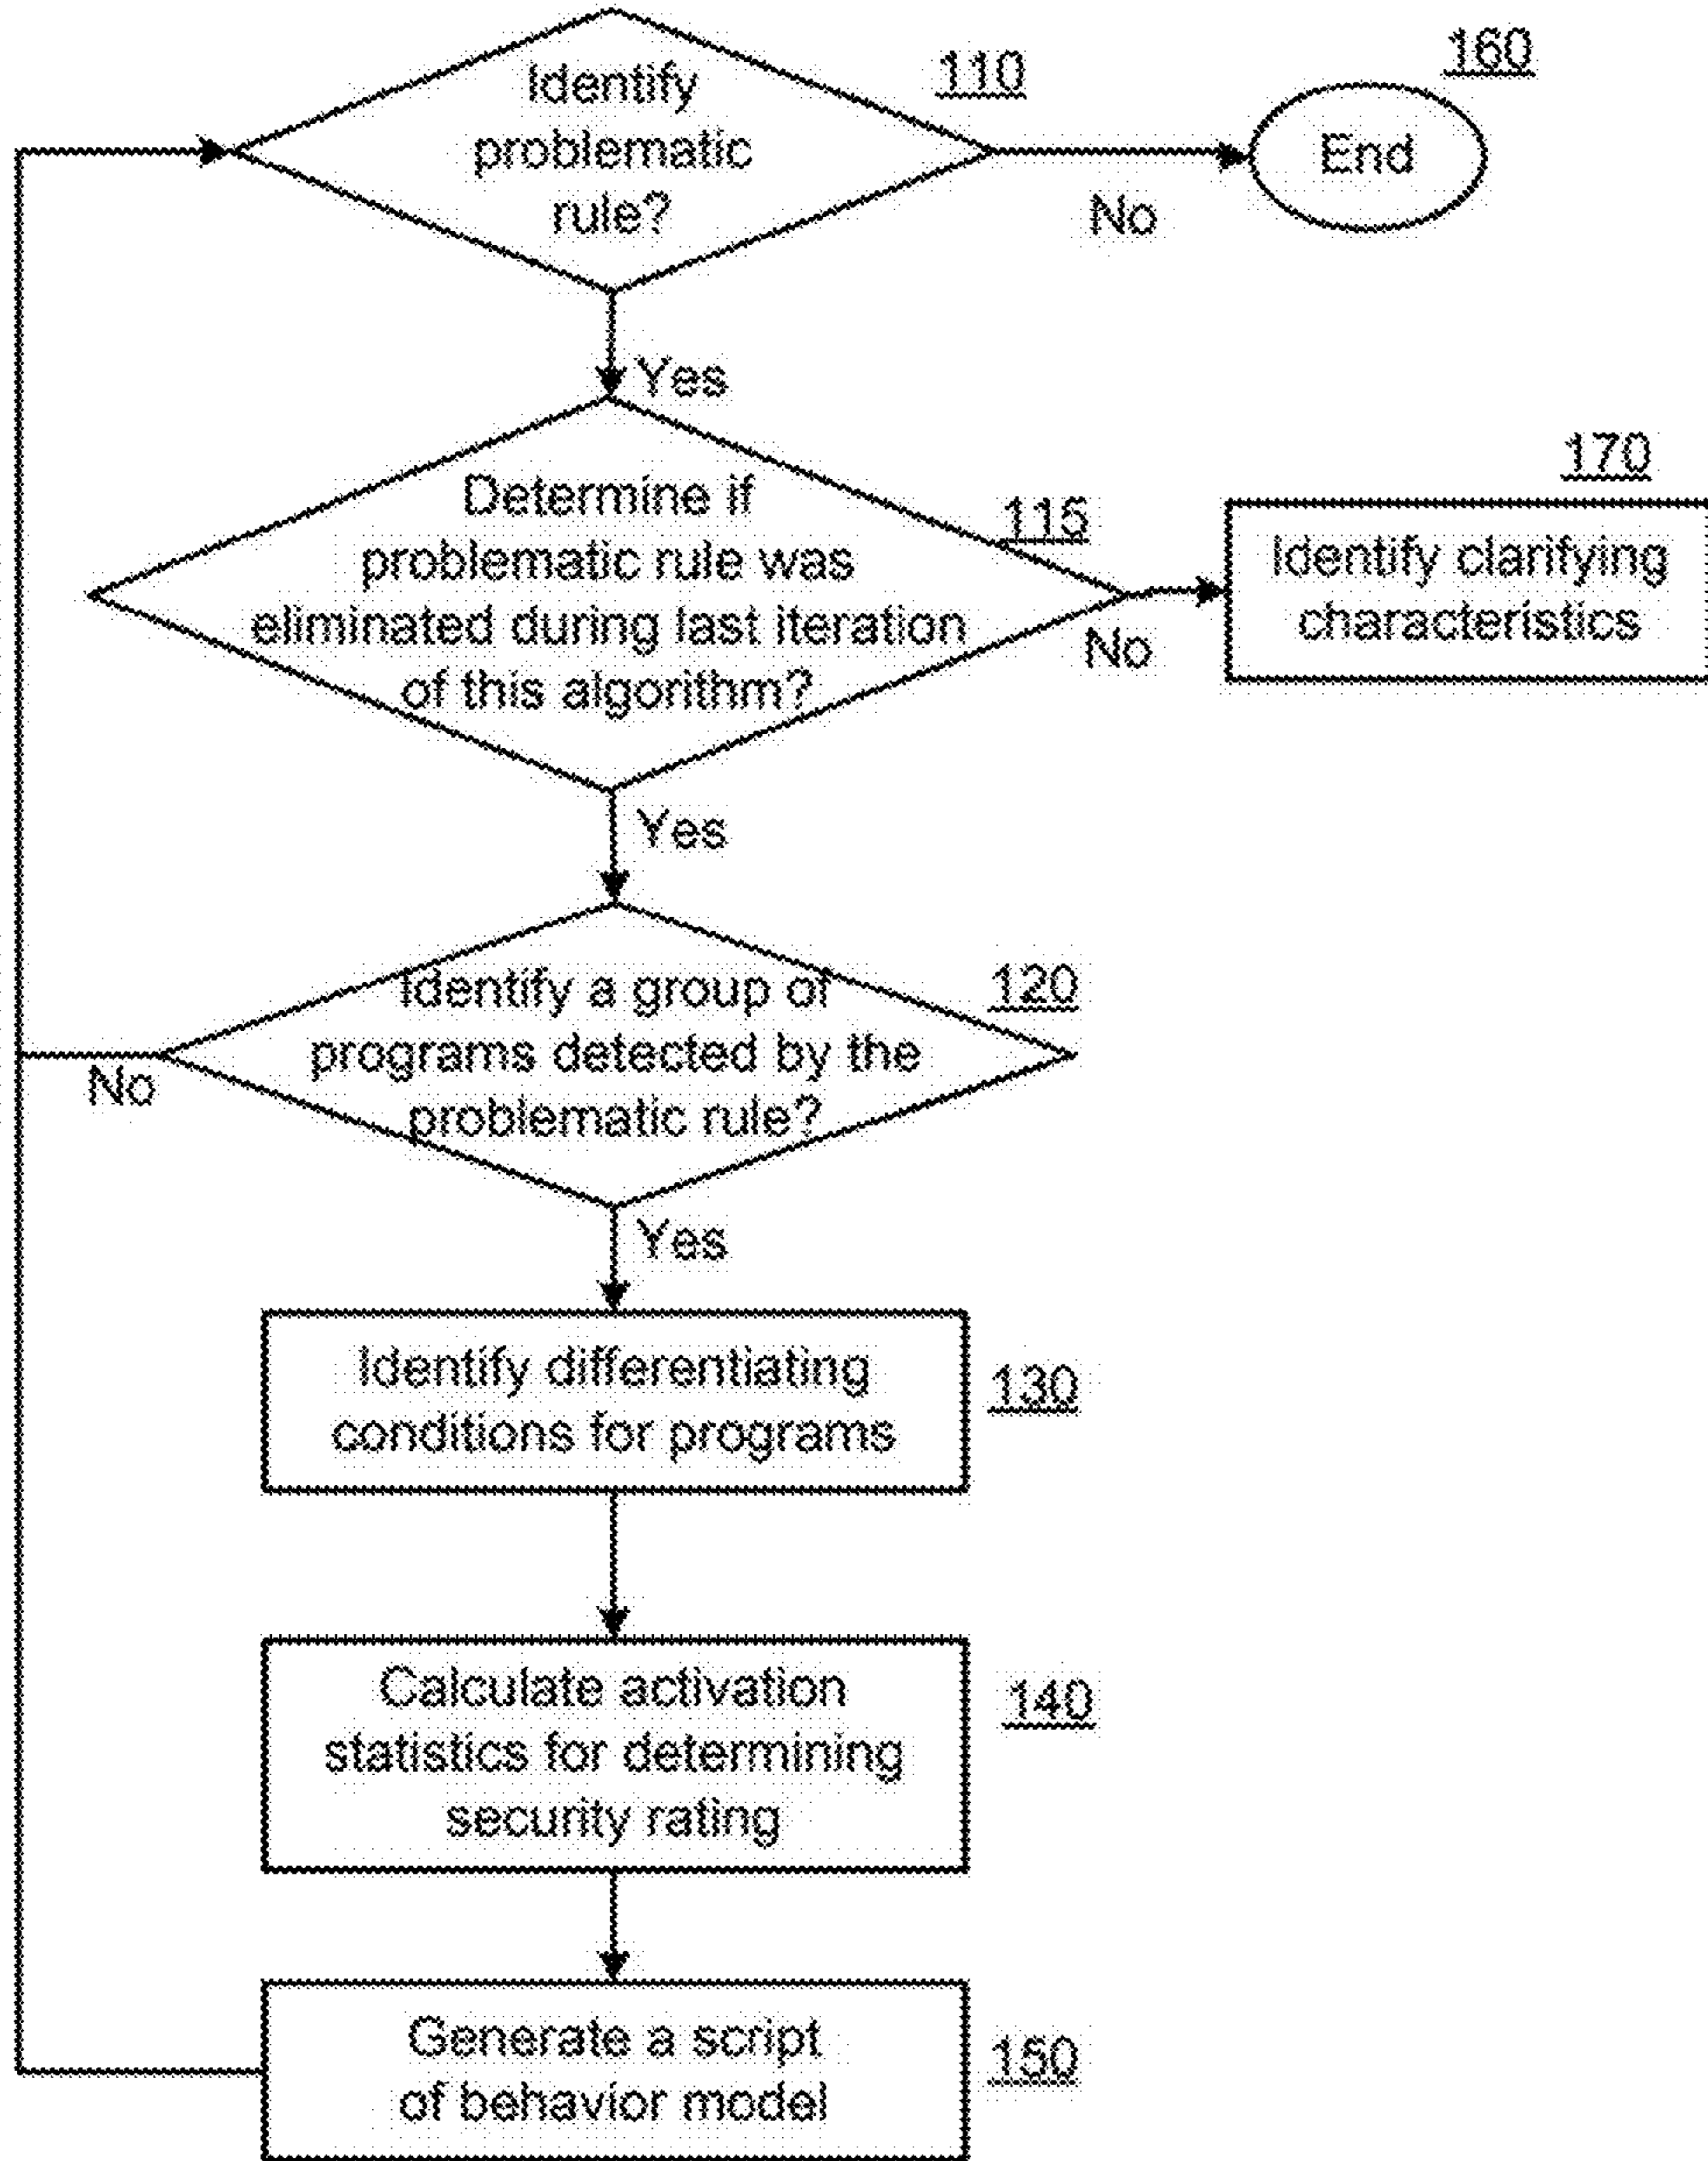 Identify
problematic
rule?
110
160
End
No
Yes
Determine if
problematic rule was
eliminated during last iteration
of this algorithm?
115
170
Identify clarifying
characteristics
No
Yes
Identify a group of
programs detected by the
problematic rule?
120
No
Yes
Identify differentiating
conditions for programs
130
Calculate activation
statistics for determining
security rating
140
Generate a script
of behavior model
150